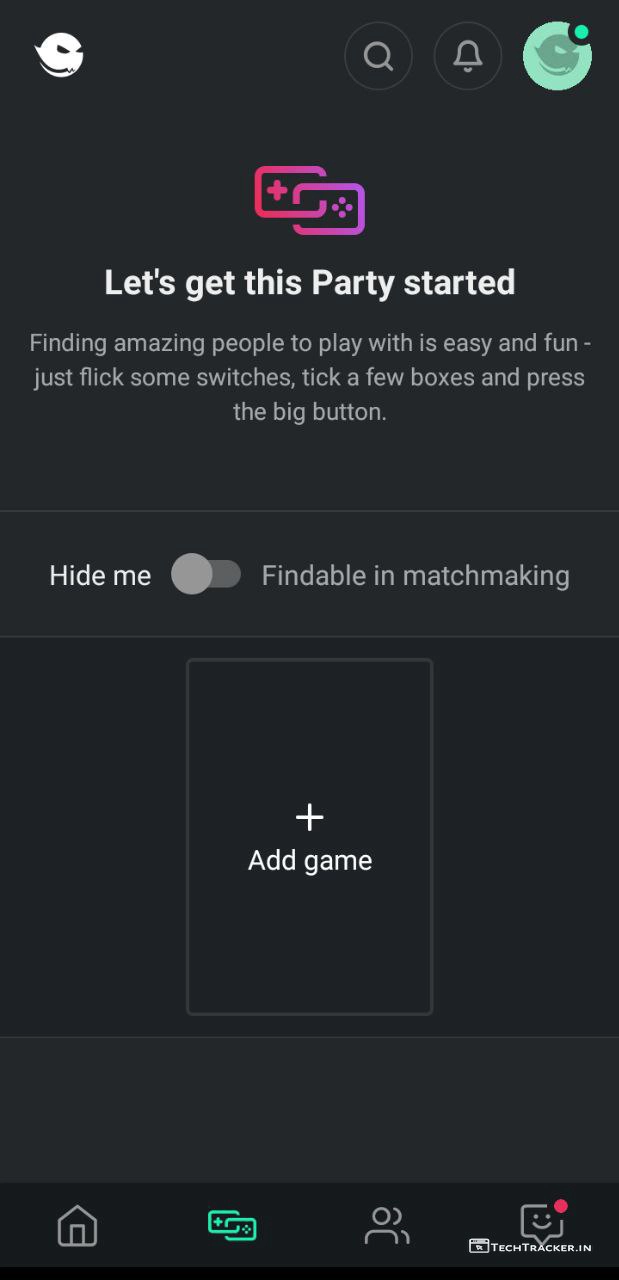 Let's get this Party started
Finding amazing people to play with is easy and fun -
just flick some switches, tick a few boxes and press
the big button.
Hide me Findable in matchmaking
Add game
TechTracker.in